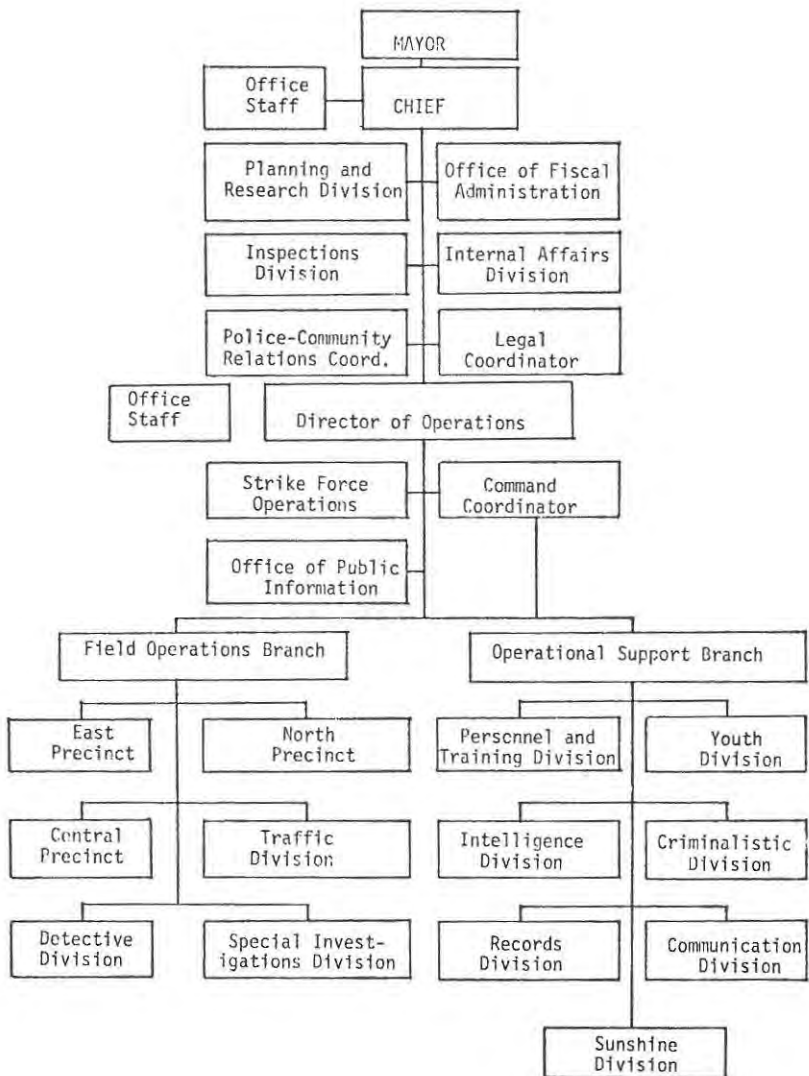 MAYOR
Office
Staff
CHIEF
Planning and
Research Division
Office of Fiscal
Administration
Inspections
Division
Internal Affairs
Division
Police-Community
Relations Coord.
Legal
Coordinator
Office
Staff
Director of Operations
Strike Force
Operations
Command
Coordinator
Office of Public
Information
Field Operations Branch
Operational Support Branch
East
Precinct
North
Precinct
Personnel and
Training Division
Youth
Division
Central
Precinct
Traffic
Division
Intelligence
Division
Criminalistic
Division
Detective
Division
Special Invest-
igations Division
Records
Division
Communication
Division
Sunshine
Division